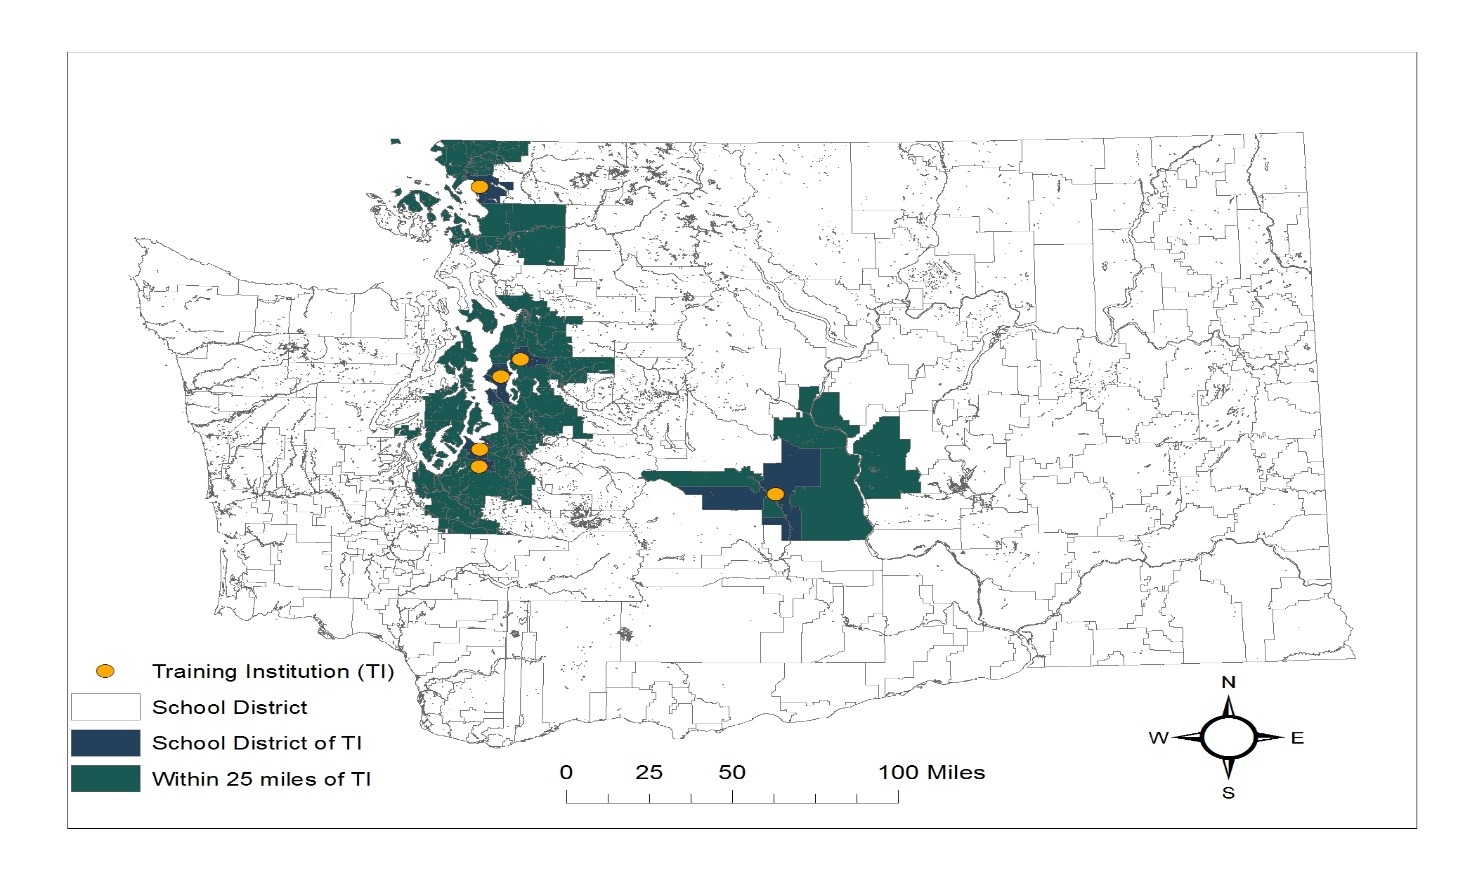 Training Institution (TI)
School District
School District of TI
Within 25 miles of TI
0 25 50 100 Miles
N
W E
S